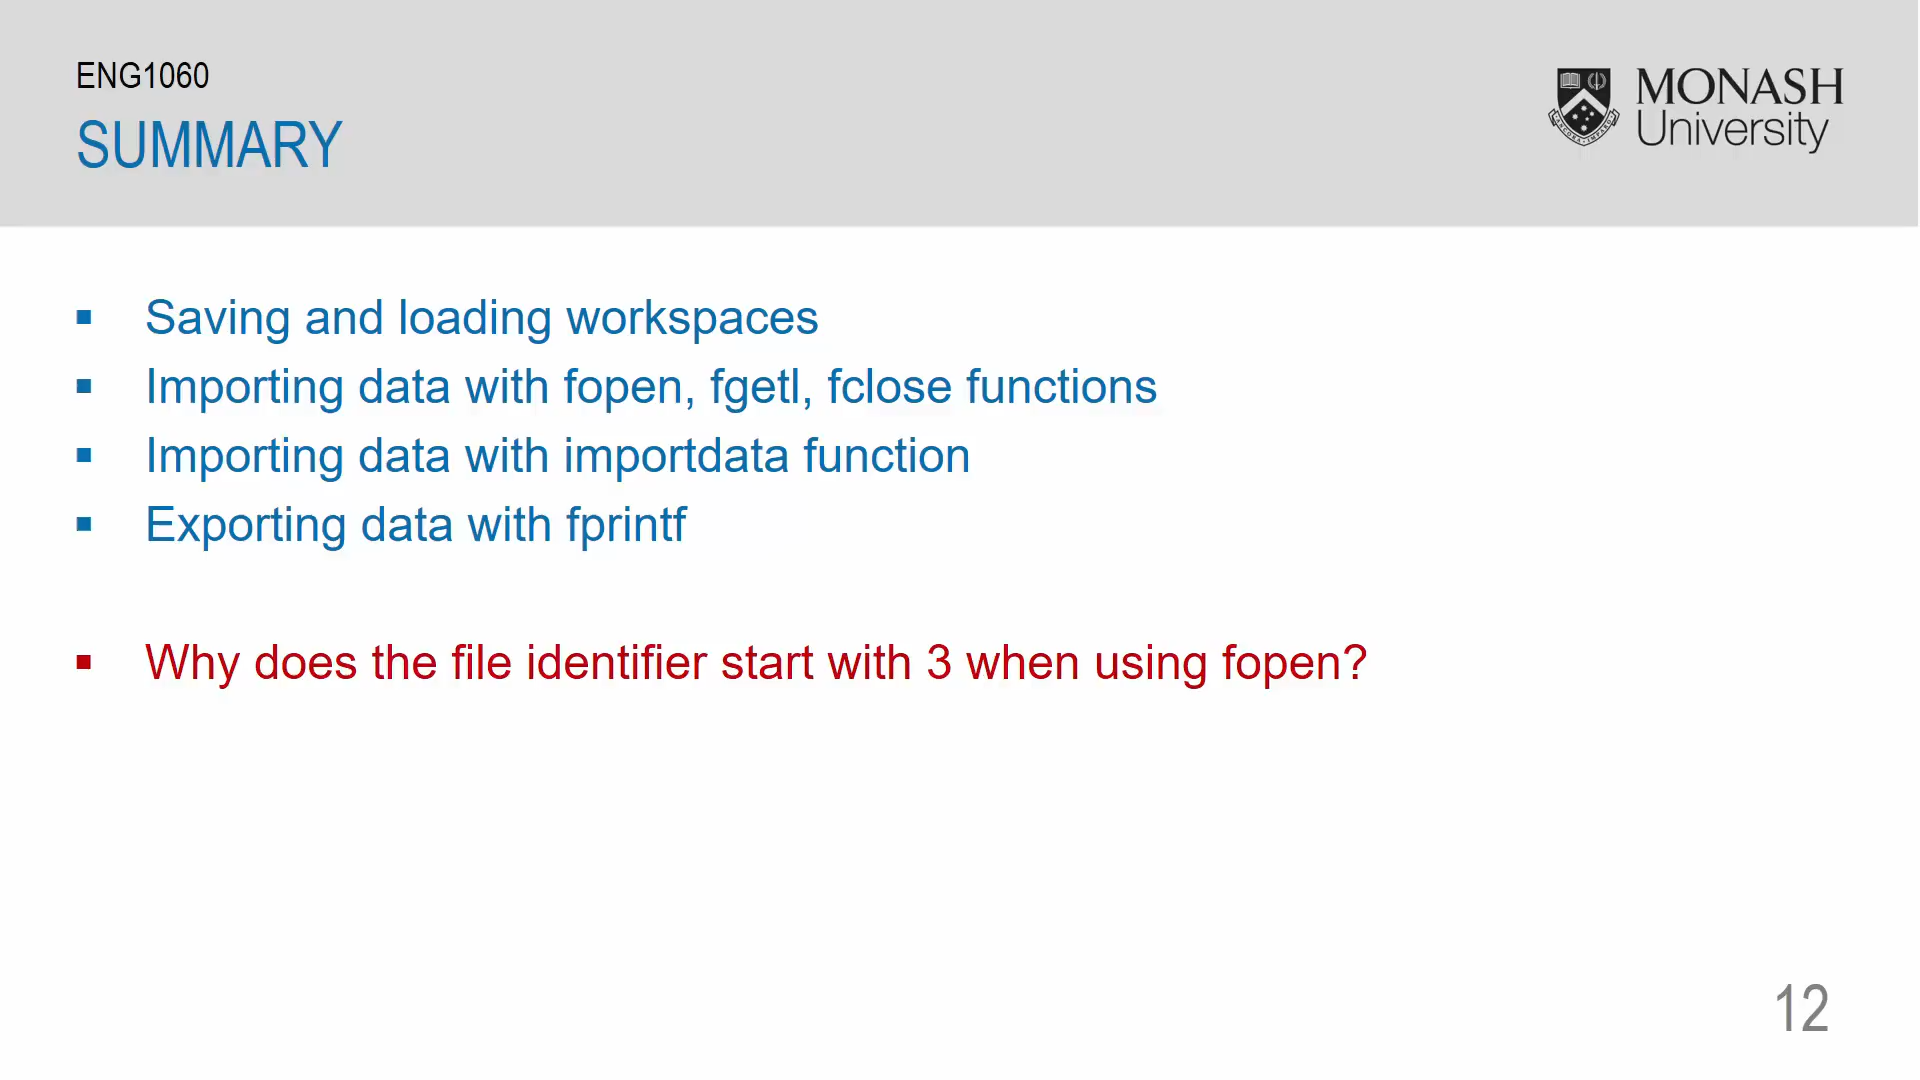 ENG1060
SUMMARY
MONASH
University
Saving and loading workspaces
Importing data with fopen, fgetl, fclose functions
Importing data with importdata function
Exporting data with fprintf
Why does the file identifier start with 3 when using fopen?
12